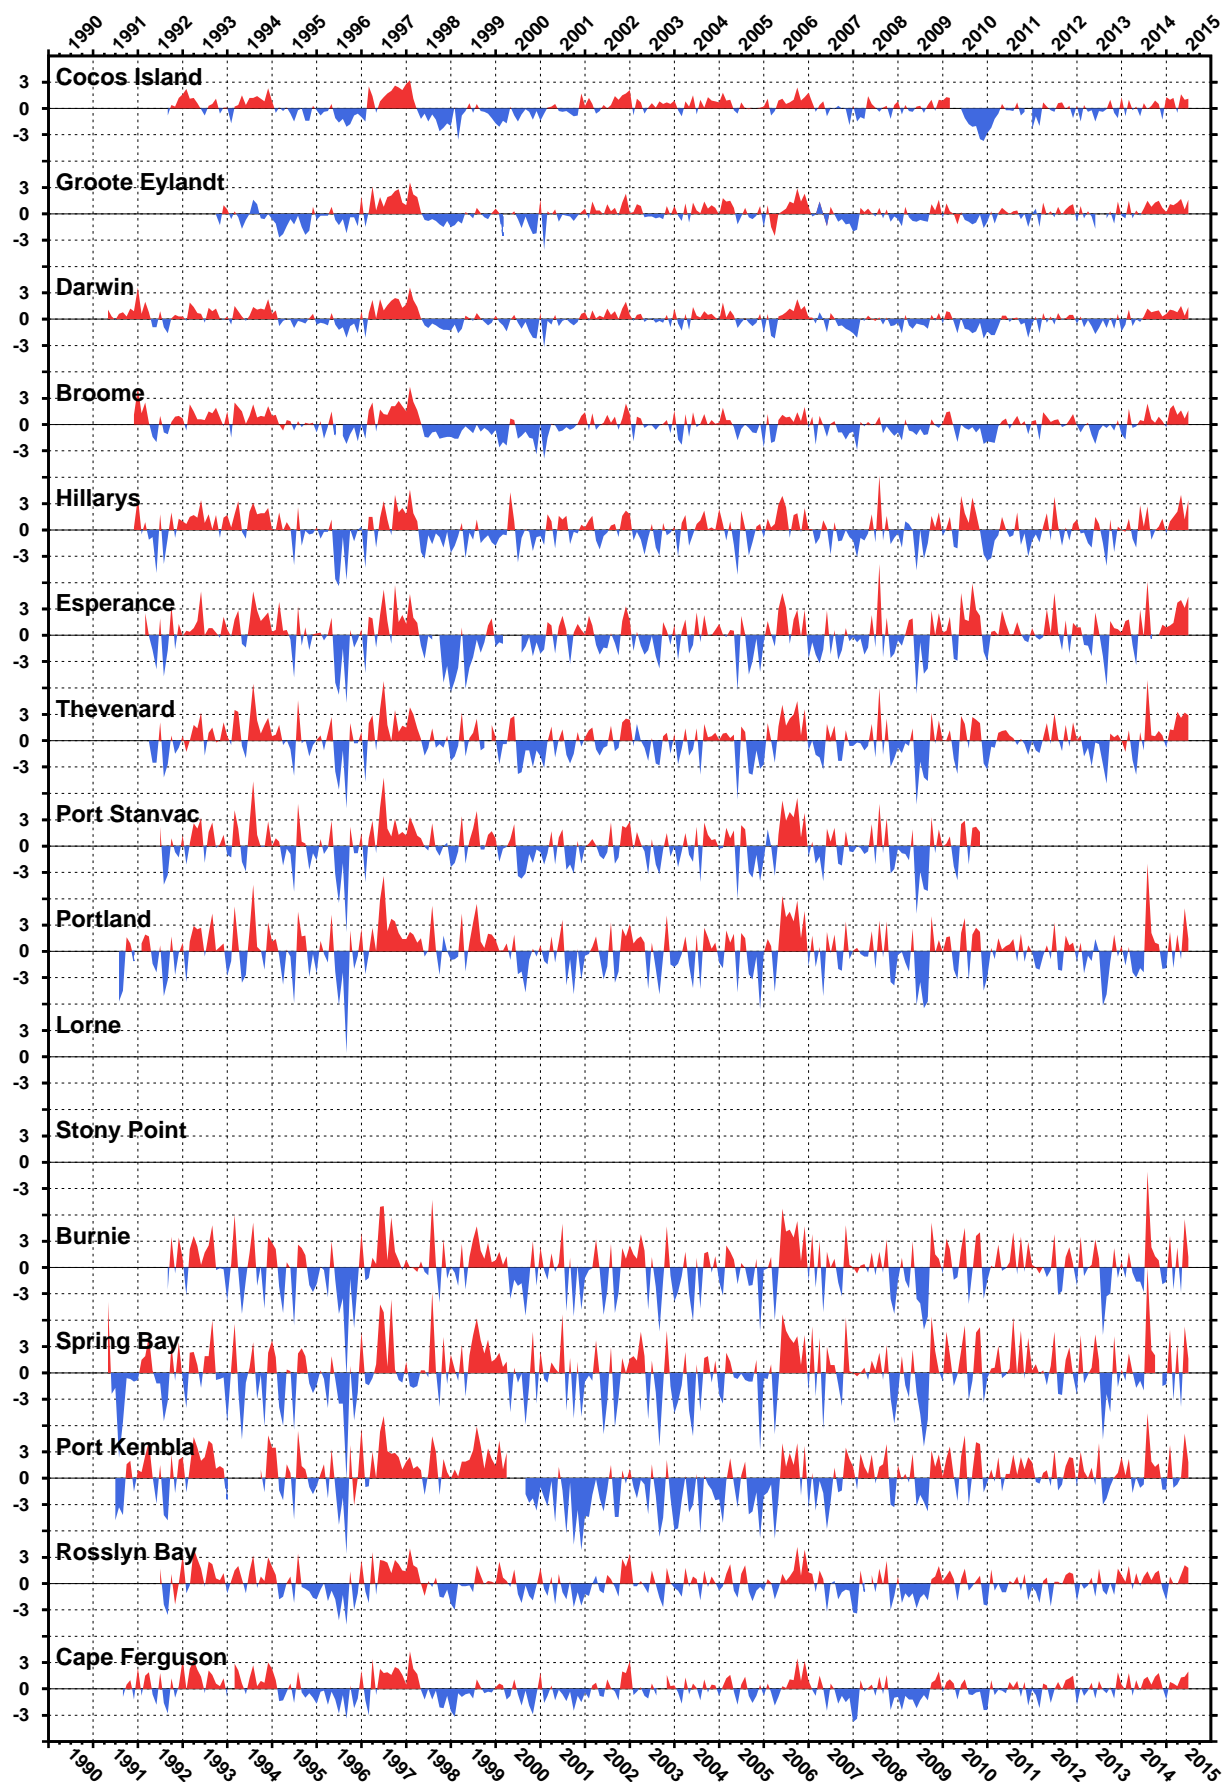 1990 1991 1992 1993 1994 1995 1996 1997 1998 1999 2000 2001 2002 2003 2004 2005 2006 2007 2008 2009 2010 2011 2012 2013 2014 2015
Cocos Island
3
0
-3
Groote Eylandt
3
0
-3
Darwin
3
0
-3
Broome
3
0
-3
Hillarys
3
0
-3
Esperance
3
0
-3
Thevenard
3
0
-3
Port Stanvac
3
0
-3
Portland
3
0
-3
Lorne
3
0
-3
Stony Point
3
0
-3
Burnie
3
0
-3
Spring Bay
3
0
-3
Port Kembla
3
0
-3
Rosslyn Bay
3
0
-3
Cape Ferguson
3
0
-3
1990 1991 1992 1993 1994 1995 1996 1997 1998 1999 2000 2001 2002 2003 2004 2005 2006 2007 2008 2009 2010 2011 2012 2013 2014 2015